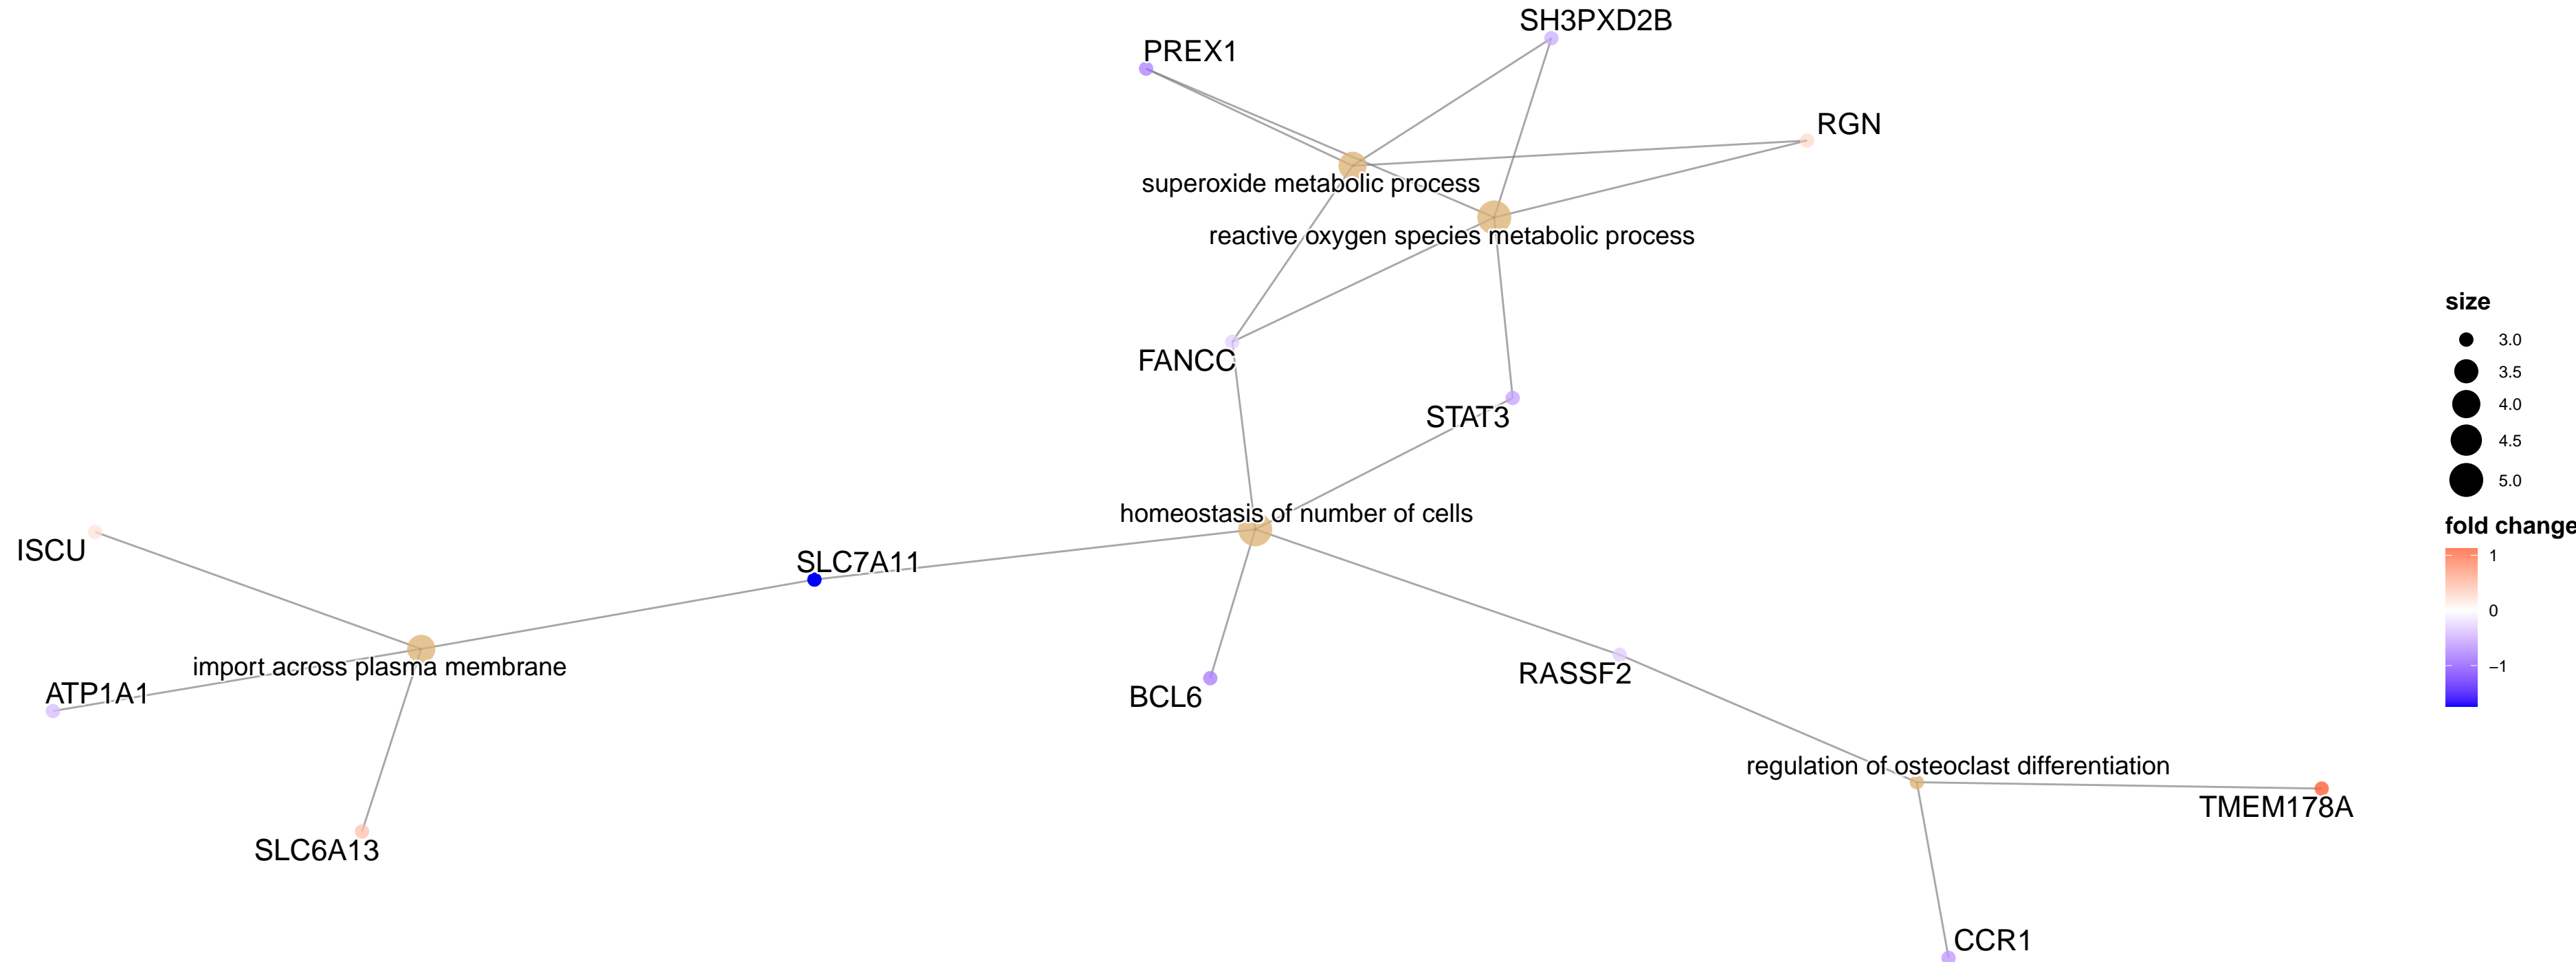 SH3PXD2B
PREX1
RGN
superoxide metabolic process
reactive oxygen species metabolic process
FANCC
STAT3
homeostasis of number of cells
ISCU
SLC7A11
import across plasma membrane
ATP1A1
BCL6
RASSF2
regulation of osteoclast differentiation
TMEM178A
SLC6A13
CCR1
size
3.0
3.5
4.0
4.5
5.0
fold change
1
0
−1